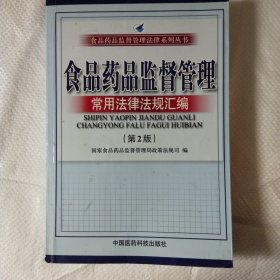 食品药品监督管理法律系列丛书
食品药品监督管理
常用法律法规汇编
SHIPIN YAOPIN JIANDU GUANLI
CHANGYONG FALU FAGUI HUIBIAN
（第2版）
国家食品药品监督管理局政策法规司 编
中国医药科技出版社